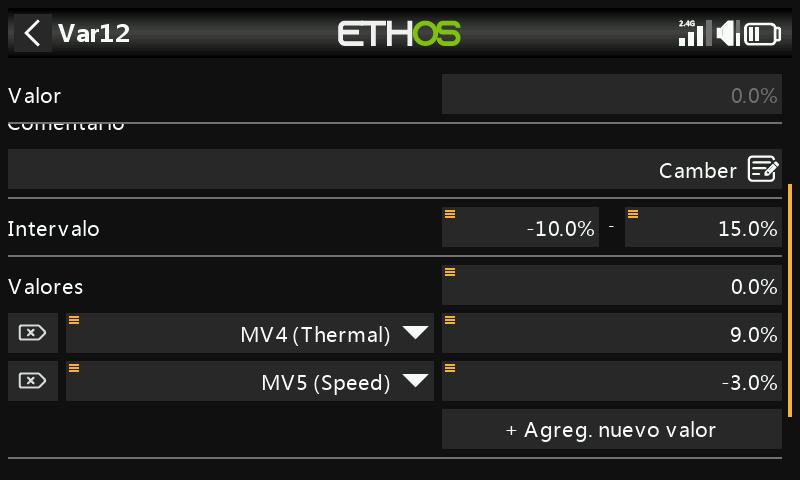 Var12
ETHOS
2.4G
Valor 0.0%
Comentario
Camber
Intervalo -10.0% - 15.0%
Valores 0.0%
MV4 (Thermal) 9.0%
MV5 (Speed) -3.0%
+ Agreg. nuevo valor